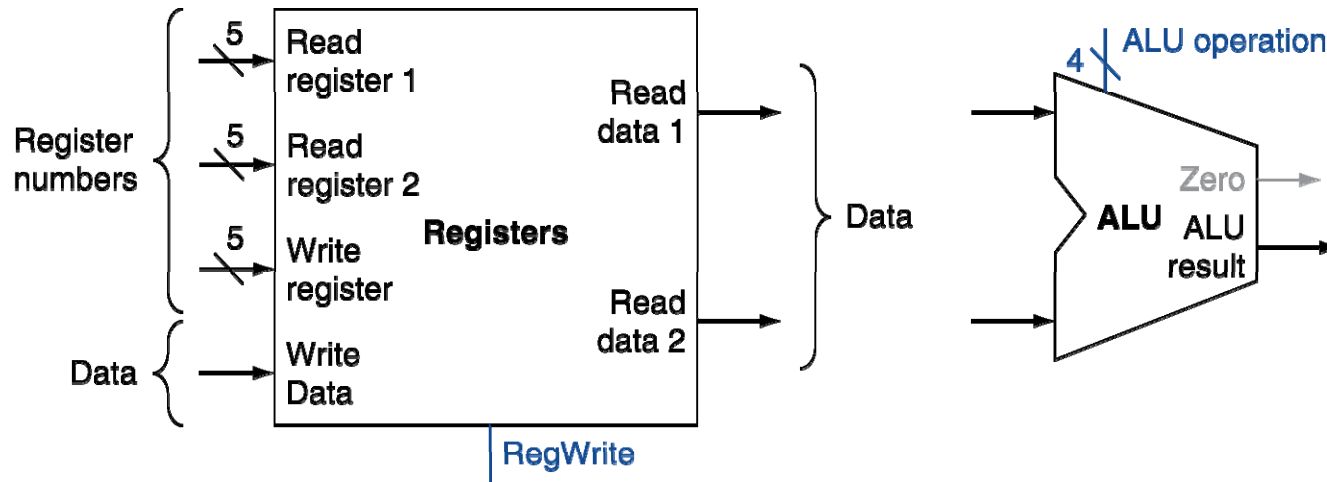 Register
numbers
Data
5
Read
register 1
5
Read
register 2
5
Write
register
Write
Data
Registers
Read
data 1
Read
data 2
RegWrite
Data
4
ALU operation
Zero
ALU
ALU
result